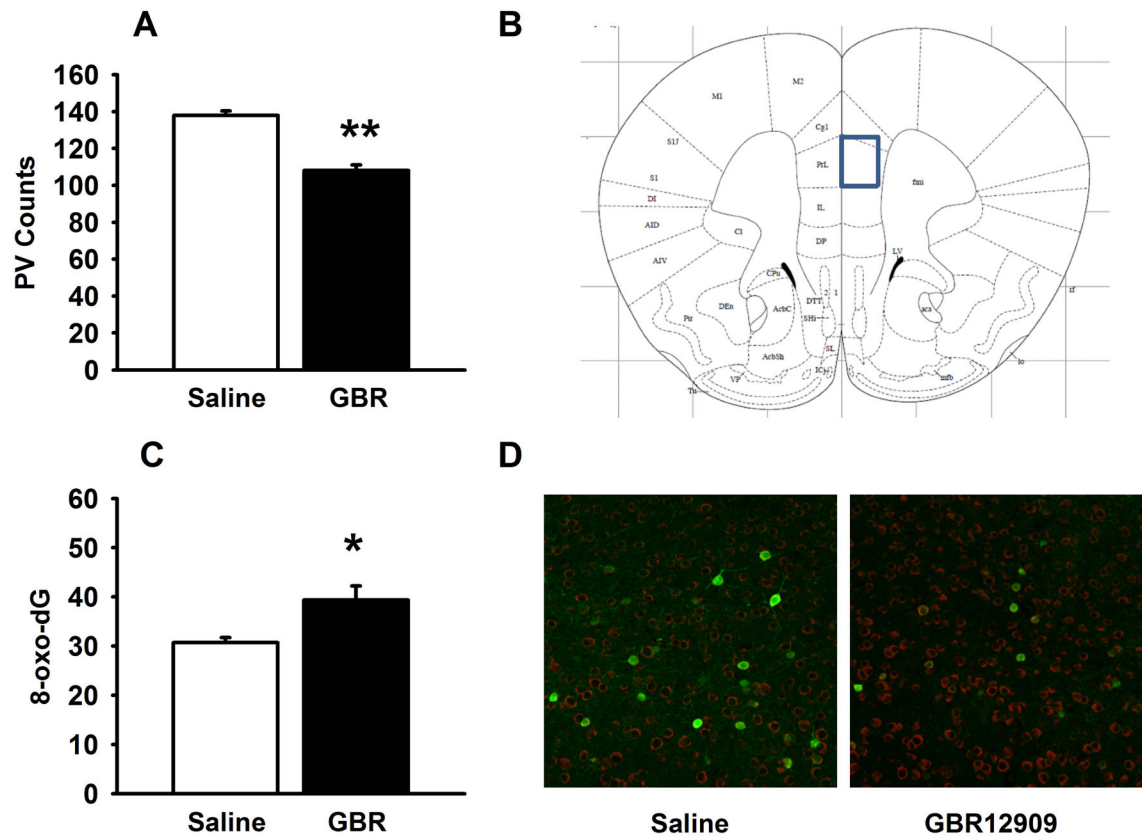 A
160
140
120
100
80
60
40
20
0
PV Counts
**
Saline GBR
B
M1
M2
Cg1
S1J
PrL
S1
fmi
DI
IL
AID
Cl
DP
AIV
LV
CPu
DTT
2 1
rf
DEn
AcbC
Pir
SHi
aca
AcbSh
SL
lo
VP
ICj
mfb
Tu
C
60
50
40
30
20
10
0
8-oxo-dG
*
Saline GBR
D
Saline GBR12909